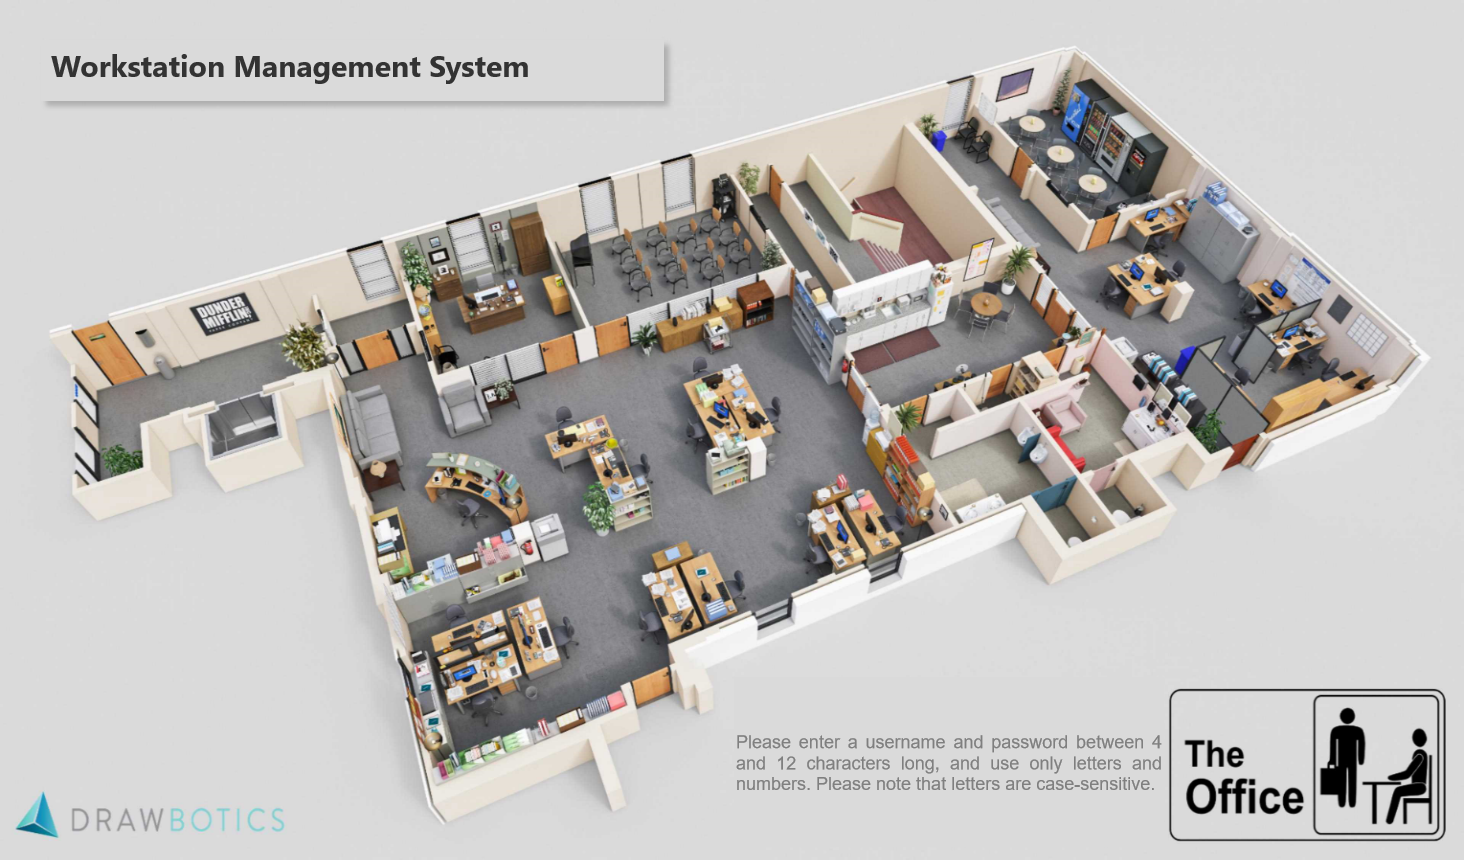 Workstation Management System
DUNDER
MIFFLIN
Please enter a username and password between 4
and 12 characters long, and use only letters and
numbers. Please note that letters are case-sensitive.
The
Office
DRAWBOTICS